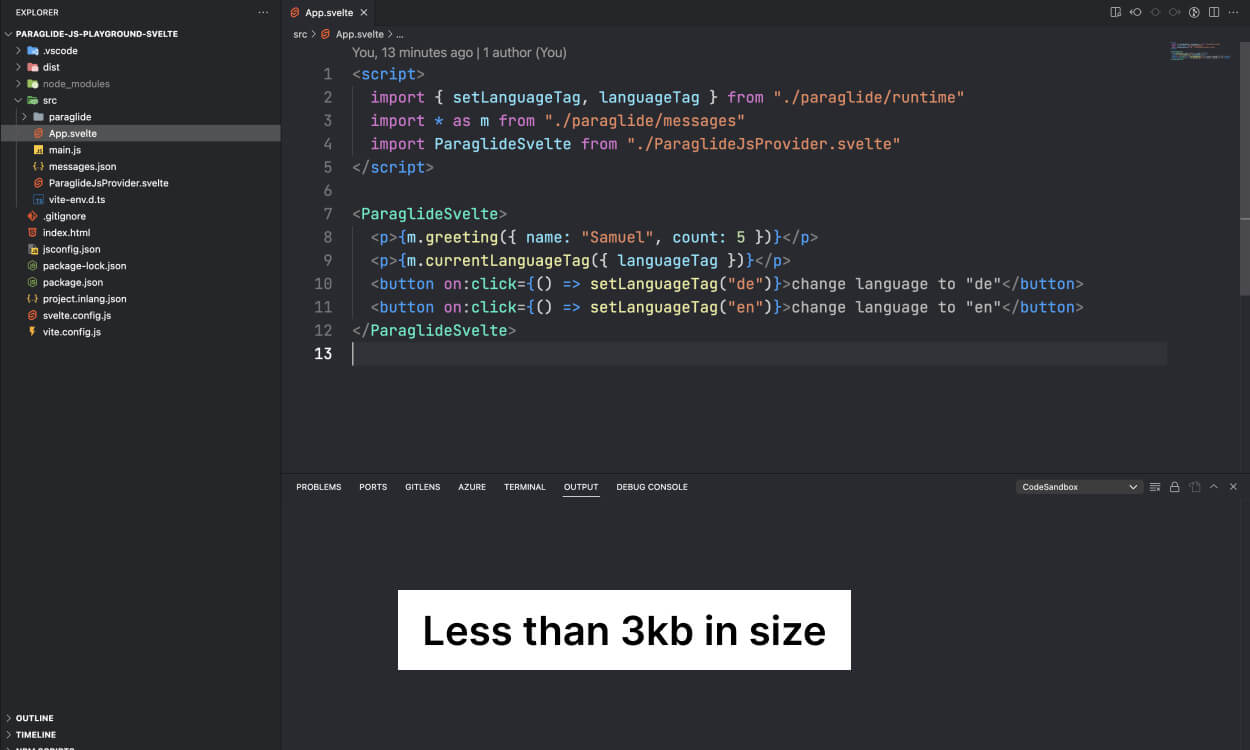 EXPLORER
PARAGLIDE-JS-PLAYGROUND-SVELTE
.vscode
dist
node_modules
src
paraglide
App.svelte
main.js
messages.json
ParaglideJsProvider.svelte
vite-env.d.ts
.gitignore
index.html
jsconfig.json
package-lock.json
package.json
project.inlang.json
svelte.config.js
vite.config.js
OUTLINE
TIMELINE
NPM SCRIPTS
App.svelte
src > App.svelte > ...
You, 13 minutes ago | 1 author (You)
1 <script>
2 import { setLanguageTag, languageTag } from "./paraglide/runtime"
3 import * as m from "./paraglide/messages"
4 import ParaglideSvelte from "./ParaglideJsProvider.svelte"
5 </script>
6
7 <ParaglideSvelte>
8 <p>{m.greeting({ name: "Samuel", count: 5 })}</p>
9 <p>{m.currentLanguageTag({ languageTag })}</p>
10 <button on:click={() => setLanguageTag("de")}>change language to "de"</button>
11 <button on:click={() => setLanguageTag("en")}>change language to "en"</button>
12 </ParaglideSvelte>
13
PROBLEMS PORTS GITLENS AZURE TERMINAL OUTPUT DEBUG CONSOLE CodeSandbox
Less than 3kb in size